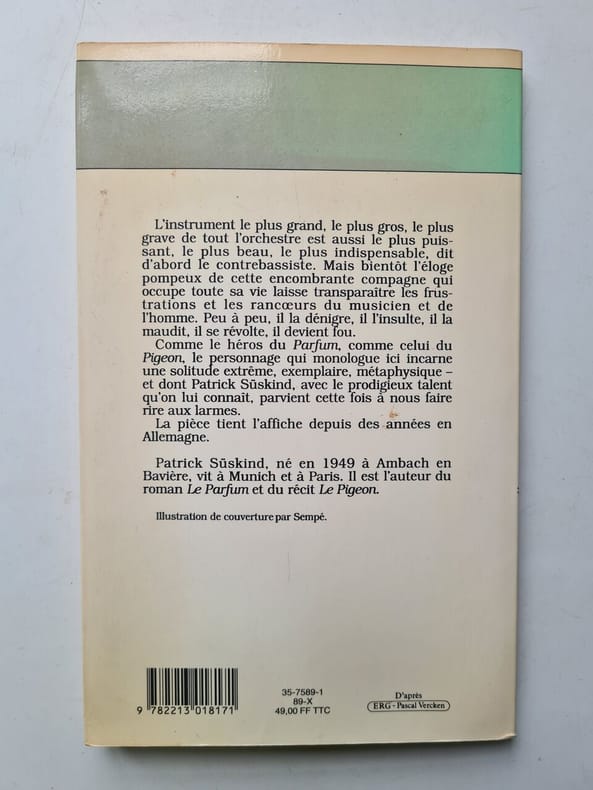 L'instrument le plus grand, le plus gros, le plus
grave de tout l'orchestre est aussi le plus puis-
sant, le plus beau, le plus indispensable, dit
d'abord le contrebassiste. Mais bientôt l'éloge
pompeux de cette encombrante compagne qui
occupe toute sa vie laisse transparaître les frus-
trations et les rancœurs du musicien et de
l'homme. Peu à peu, il la dénigre, il l'insulte, il la
maudit, il se révolte, il devient fou.
Comme le héros du Parfum, comme celui du
Pigeon, le personnage qui monologue ici incarne
une solitude extrême, exemplaire, métaphysique –
et dont Patrick Süskind, avec le prodigieux talent
qu'on lui connaît, parvient cette fois à nous faire
rire aux larmes.
La pièce tient l'affiche depuis des années en
Allemagne.
Patrick Süskind, né en 1949 à Ambach en
Bavière, vit à Munich et à Paris. Il est l'auteur du
roman Le Parfum et du récit Le Pigeon.
Illustration de couverture par Sempé.
9 782213 018171
35-7589-1
89-X
49,00 FF TTC
D'après
ERG - Pascal Vercken